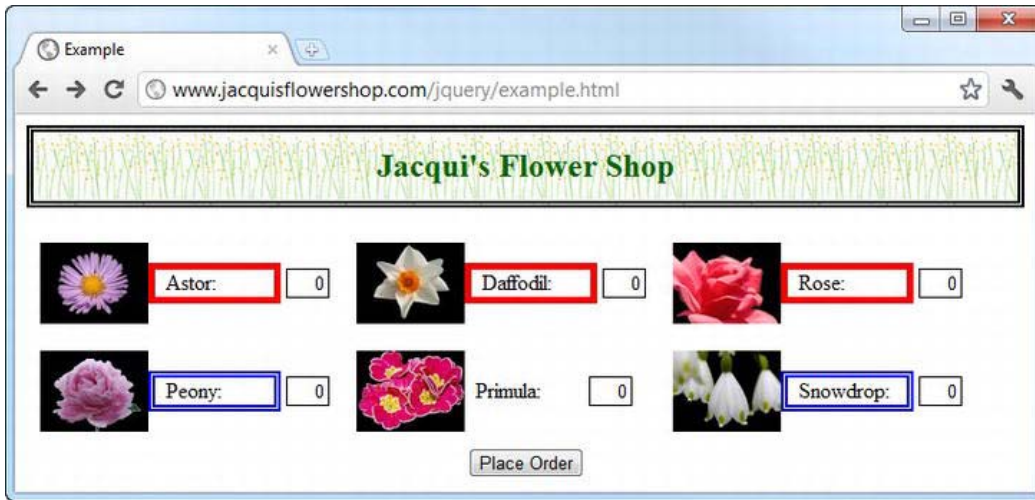 Example
www.jacquisflowershop.com/jquery/example.html
Jacqui's Flower Shop
Astor: 0 Daffodil: 0 Rose: 0
Peony: 0 Primula: 0 Snowdrop: 0
Place Order